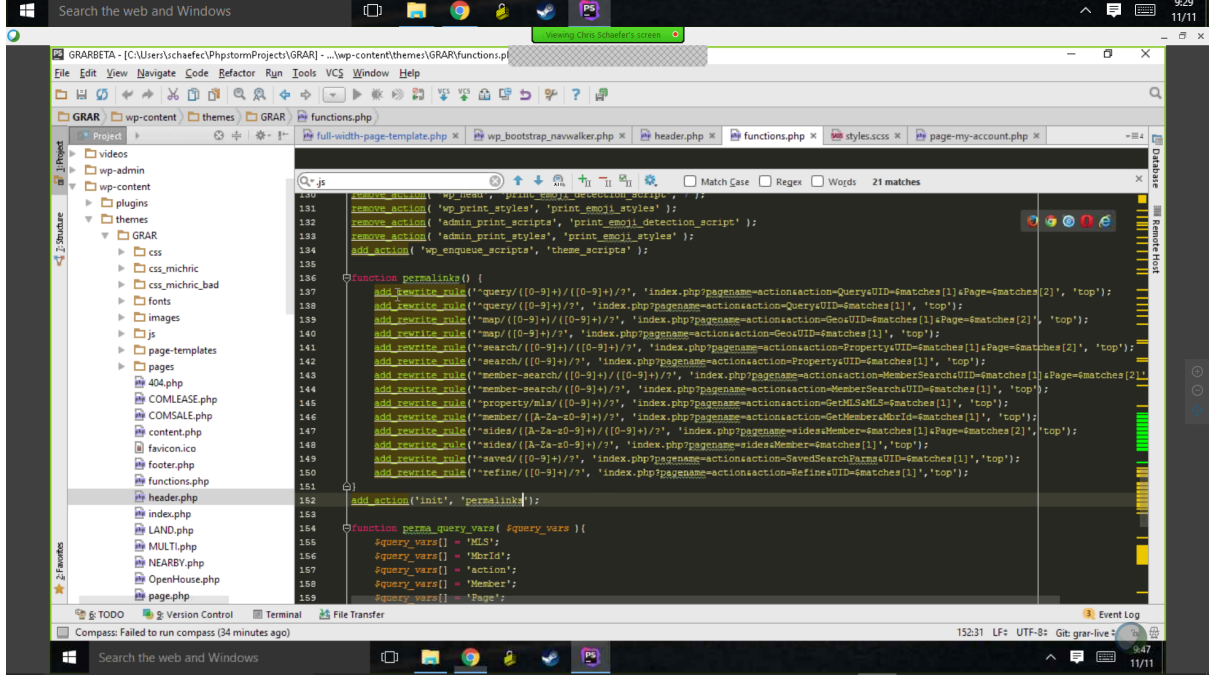 Search the web and Windows
9:29
11/11
Viewing Chris Schaefer's screen
GRARBETA - [C:\Users\schaefec\PhpstormProjects\GRAR] - ...\wp-content\themes\GRAR\functions.p
File Edit View Navigate Code Refactor Run Tools VCS Window Help
GRAR wp-content themes GRAR functions.php
Project
full-width-page-template.php wp_bootstrap_navwalker.php header.php functions.php styles.scss page-my-account.php
1: Project
Z: Structure
2: Favorites
Database
Remote Host
videos
wp-admin
wp-content
plugins
themes
GRAR
css
css_michric
css_michric_bad
fonts
images
js
page-templates
pages
404.php
COMLEASE.php
COMSALE.php
content.php
favicon.ico
footer.php
functions.php
header.php
index.php
LAND.php
MULTI.php
NEARBY.php
OpenHouse.php
page.php
.js Match Case Regex Words 21 matches
130 remove_action( 'wp_head', 'print_emoji_detection_script', 7 );
131 remove_action( 'wp_print_styles', 'print_emoji_styles' );
132 remove_action( 'admin_print_scripts', 'print_emoji_detection_script' );
133 remove_action( 'admin_print_styles', 'print_emoji_styles' );
134 add_action( 'wp_enqueue_scripts', 'theme_scripts' );
135
136 function permalinks() {
137 add_rewrite_rule('^query/([0-9]+)/([0-9]+)/?', 'index.php?pagename=action&action=Query&UID=$matches[1]&Page=$matches[2]', 'top');
138 add_rewrite_rule('^query/([0-9]+)/?', 'index.php?pagename=action&action=Query&UID=$matches[1]', 'top');
139 add_rewrite_rule('^map/([0-9]+)/([0-9]+)/?', 'index.php?pagename=action&action=Geo&UID=$matches[1]&Page=$matches[2]', 'top');
140 add_rewrite_rule('^map/([0-9]+)/?', 'index.php?pagename=action&action=Geo&UID=$matches[1]', 'top');
141 add_rewrite_rule('^search/([0-9]+)/([0-9]+)/?', 'index.php?pagename=action&action=Property&UID=$matches[1]&Page=$matches[2]', 'top');
142 add_rewrite_rule('^search/([0-9]+)/?', 'index.php?pagename=action&action=Property&UID=$matches[1]', 'top');
143 add_rewrite_rule('^member-search/([0-9]+)/([0-9]+)/?', 'index.php?pagename=action&action=MemberSearch&UID=$matches[1]&Page=$matches[2]'
144 add_rewrite_rule('^member-search/([0-9]+)/?', 'index.php?pagename=action&action=MemberSearch&UID=$matches[1]', 'top');
145 add_rewrite_rule('^property/mls/([0-9]+)/?', 'index.php?pagename=action&action=GetMLS&MLS=$matches[1]', 'top');
146 add_rewrite_rule('^member/([A-Za-z0-9]+)/?', 'index.php?pagename=action&action=GetMember&MbrId=$matches[1]', 'top');
147 add_rewrite_rule('^sides/([A-Za-z0-9]+)/([0-9]+)/?', 'index.php?pagename=sides&Member=$matches[1]&Page=$matches[2]','top');
148 add_rewrite_rule('^sides/([A-Za-z0-9]+)/?', 'index.php?pagename=sides&Member=$matches[1]','top');
149 add_rewrite_rule('^saved/([0-9]+)/?', 'index.php?pagename=action&action=SavedSearchParms&UID=$matches[1]','top');
150 add_rewrite_rule('^refine/([0-9]+)/?', 'index.php?pagename=action&action=Refine&UID=$matches[1]','top');
151 }
152 add_action('init', 'permalinks');
153
154 function perma_query_vars( $query_vars ){
155 $query_vars[] = 'MLS';
156 $query_vars[] = 'MbrId';
157 $query_vars[] = 'action';
158 $query_vars[] = 'Member';
159 $query_vars[] = 'Page';
6: TODO 9: Version Control Terminal File Transfer 3 Event Log
Compass: Failed to run compass (34 minutes ago) 152:31 LF UTF-8 Git: grar-live
Search the web and Windows
9:47
11/11